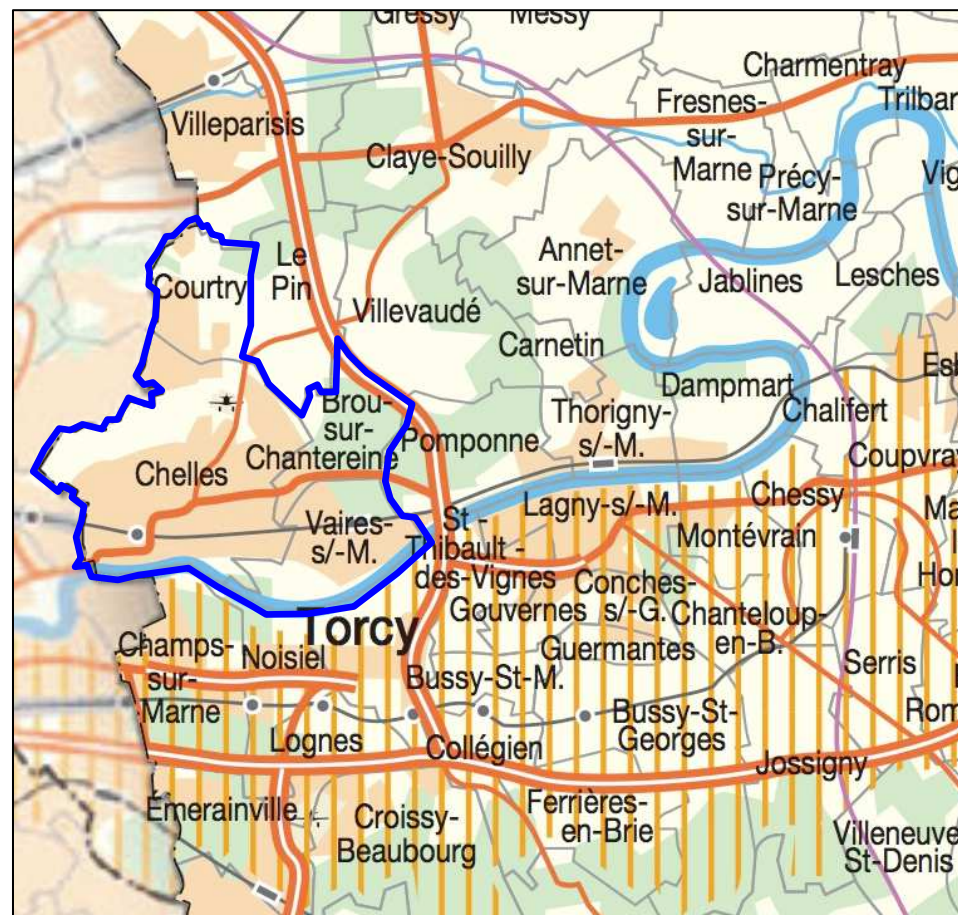 Gressy
Messy
Charmentray
Trilbar
Villeparisis
Fresnes-
sur-
Marne
Claye-Souilly
Précy-
sur-Marne
Vig
Le
Pin
Courtry
Annet-
sur-Marne
Jablines
Lesches
Villevaudé
Carnetin
Esb
Dampmart
Chalifert
Brou-
sur-
Chantereine
Thorigny-
s/-M.
Pomponne
Coupvray
Chelles
Chessy
Lagny-s/-M.
Montévrain
Vaires-
s/-M.
St -
Thibault -
des-Vignes
Conches-
s/-G.
Gouvernes
Chanteloup-
en-B.
Torcy
Guermantes
Champs-
sur-
Marne
Noisiel
Bussy-St-M.
Serris
Rom
Bussy-St-
Georges
Lognes
Collégien
Jossigny
Emerainville
Croissy-
Beaubourg
Ferrières-
en-Brie
Villeneuve
St-Denis